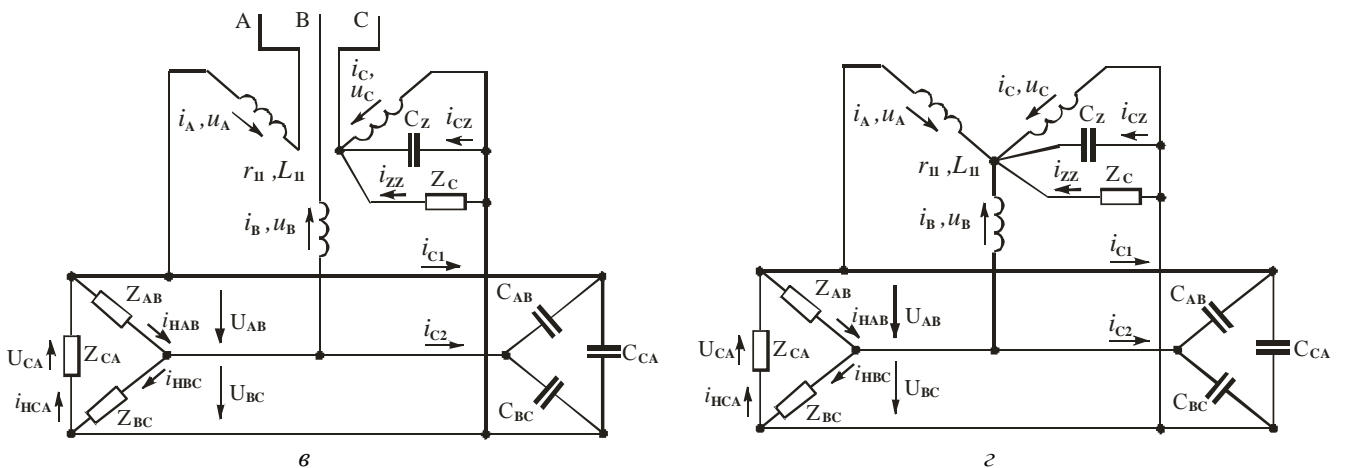 A B C
i_C,
u_C
i_A, u_A
C_Z
i_CZ
r_11, L_11
i_ZZ
Z_C
i_B, u_B
i_C1
Z_AB
i_HAB
U_AB
C_AB
U_CA
Z_CA
i_C2
C_CA
i_HCA
Z_BC
i_HBC
U_BC
C_BC
в
i_C, u_C
i_A, u_A
C_Z
i_CZ
r_11, L_11
i_ZZ
Z_C
i_B, u_B
i_C1
Z_AB
i_HAB
U_AB
C_AB
U_CA
Z_CA
i_C2
C_CA
i_HCA
Z_BC
i_HBC
U_BC
C_BC
г